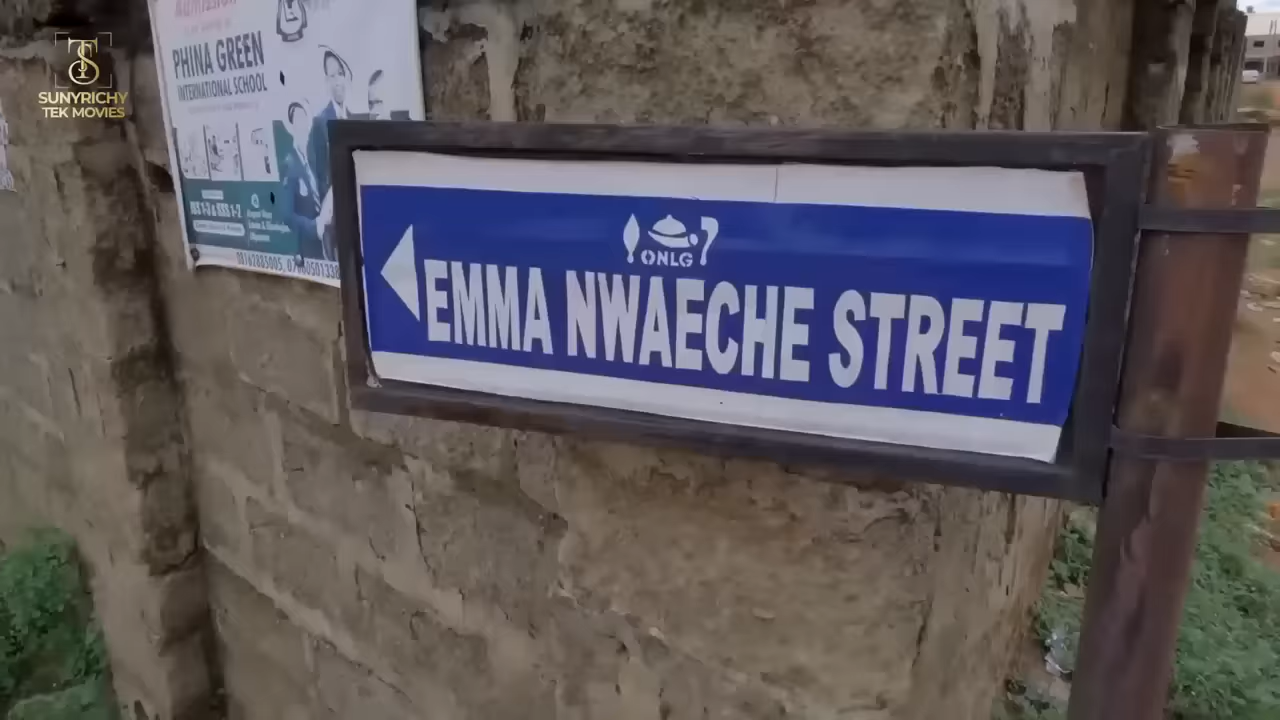 SUNYRICHY
TEK MOVIES
PHINA GREEN
INTERNATIONAL SCHOOL
ONLG
EMMA NWAECHE STREET